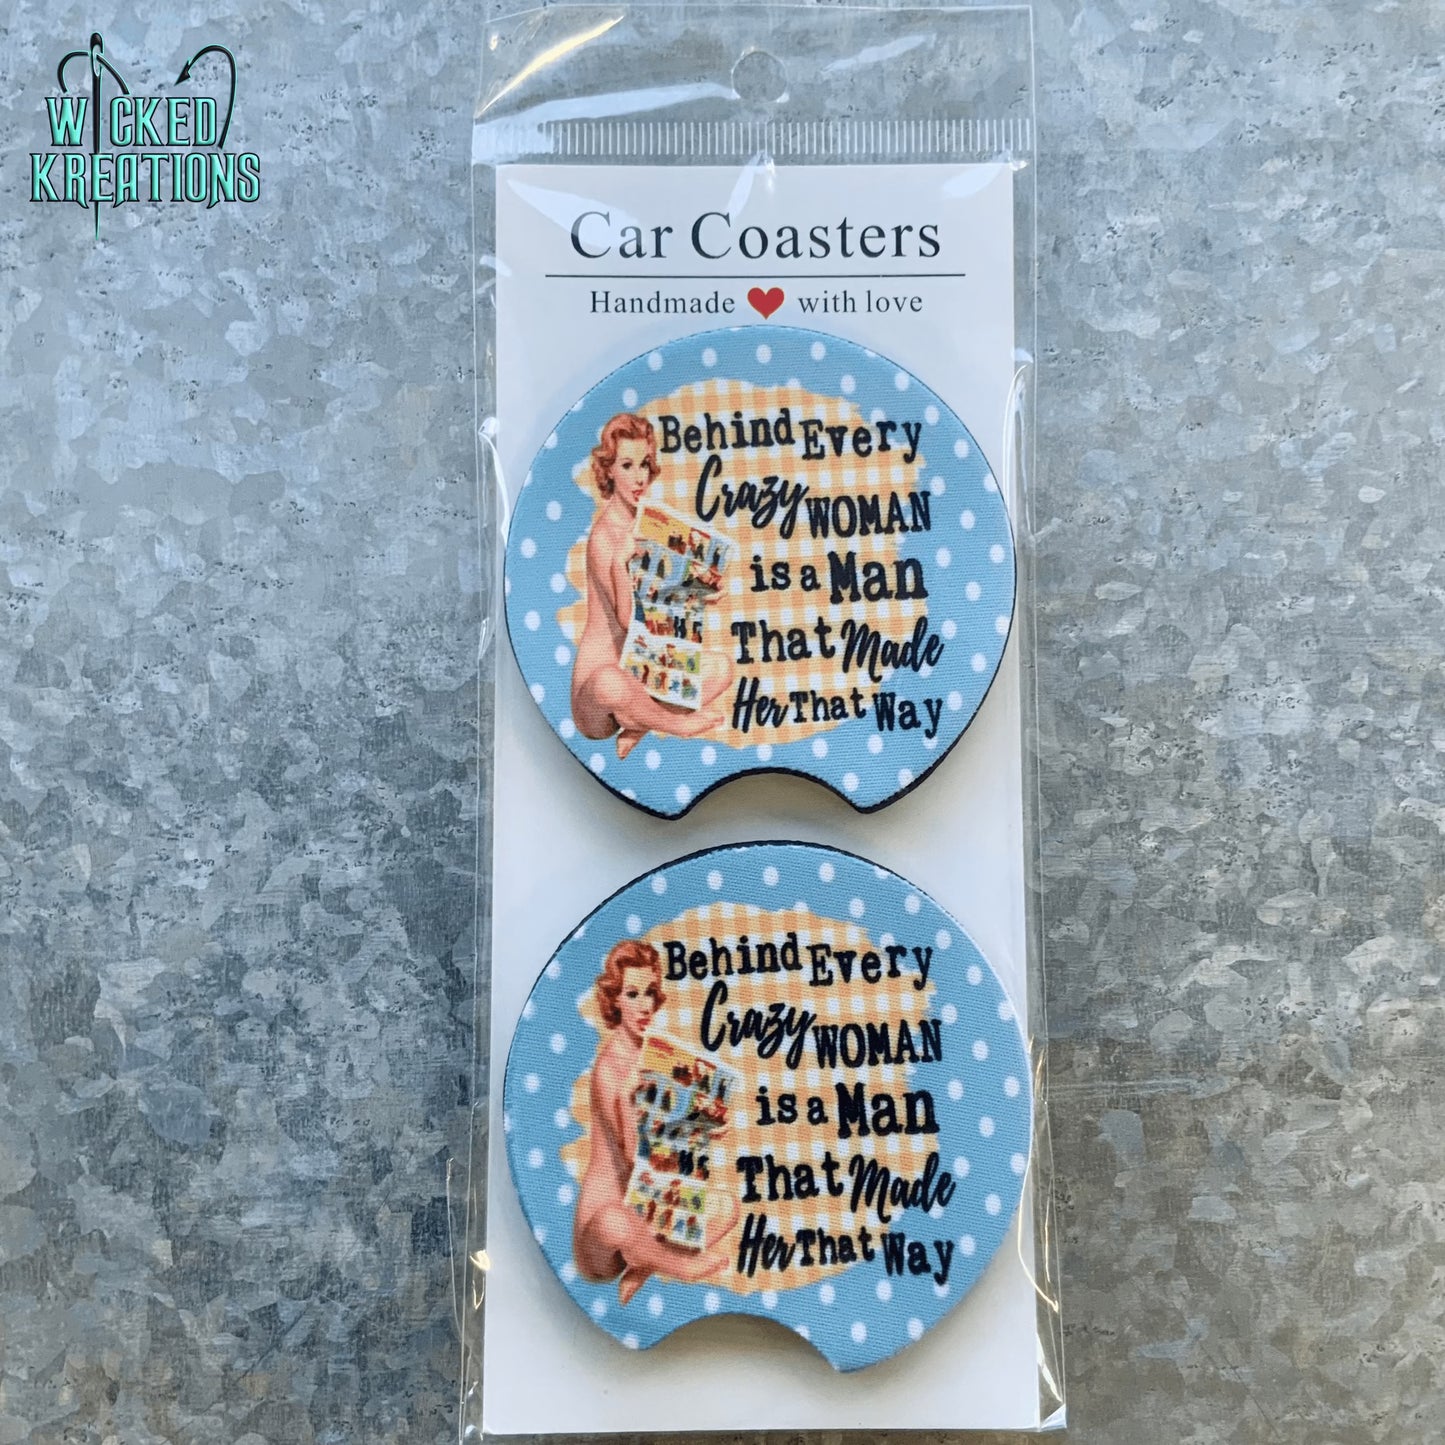 WICKED
KREATIONS
Car Coasters
Handmade with love
Behind Every
Crazy WOMAN
is a Man
That Made
Her That Way
Behind Every
Crazy WOMAN
is a Man
That Made
Her That Way